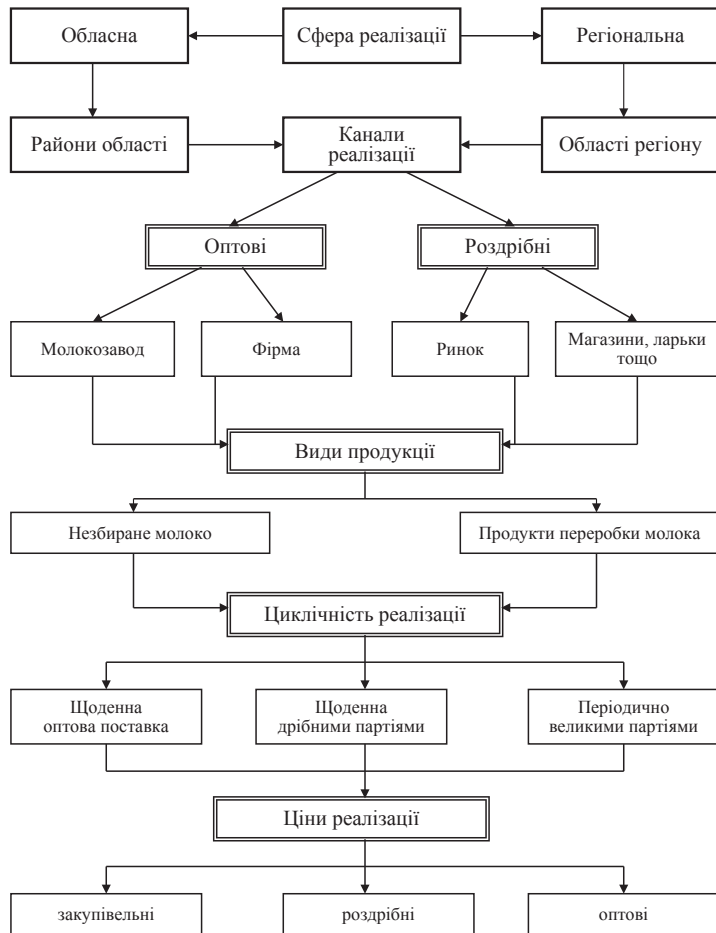 Обласна
Сфера реалізації
Регіональна
Райони області
Канали
реалізації
Області регіону
Оптові
Роздрібні
Молокозавод
Фірма
Ринок
Магазини, ларьки
тощо
Види продукції
Незбиране молоко
Продукти переробки молока
Циклічність реалізації
Щоденна
оптова поставка
Щоденна
дрібними партіями
Періодично
великими партіями
Ціни реалізації
закупівельні
роздрібні
оптові